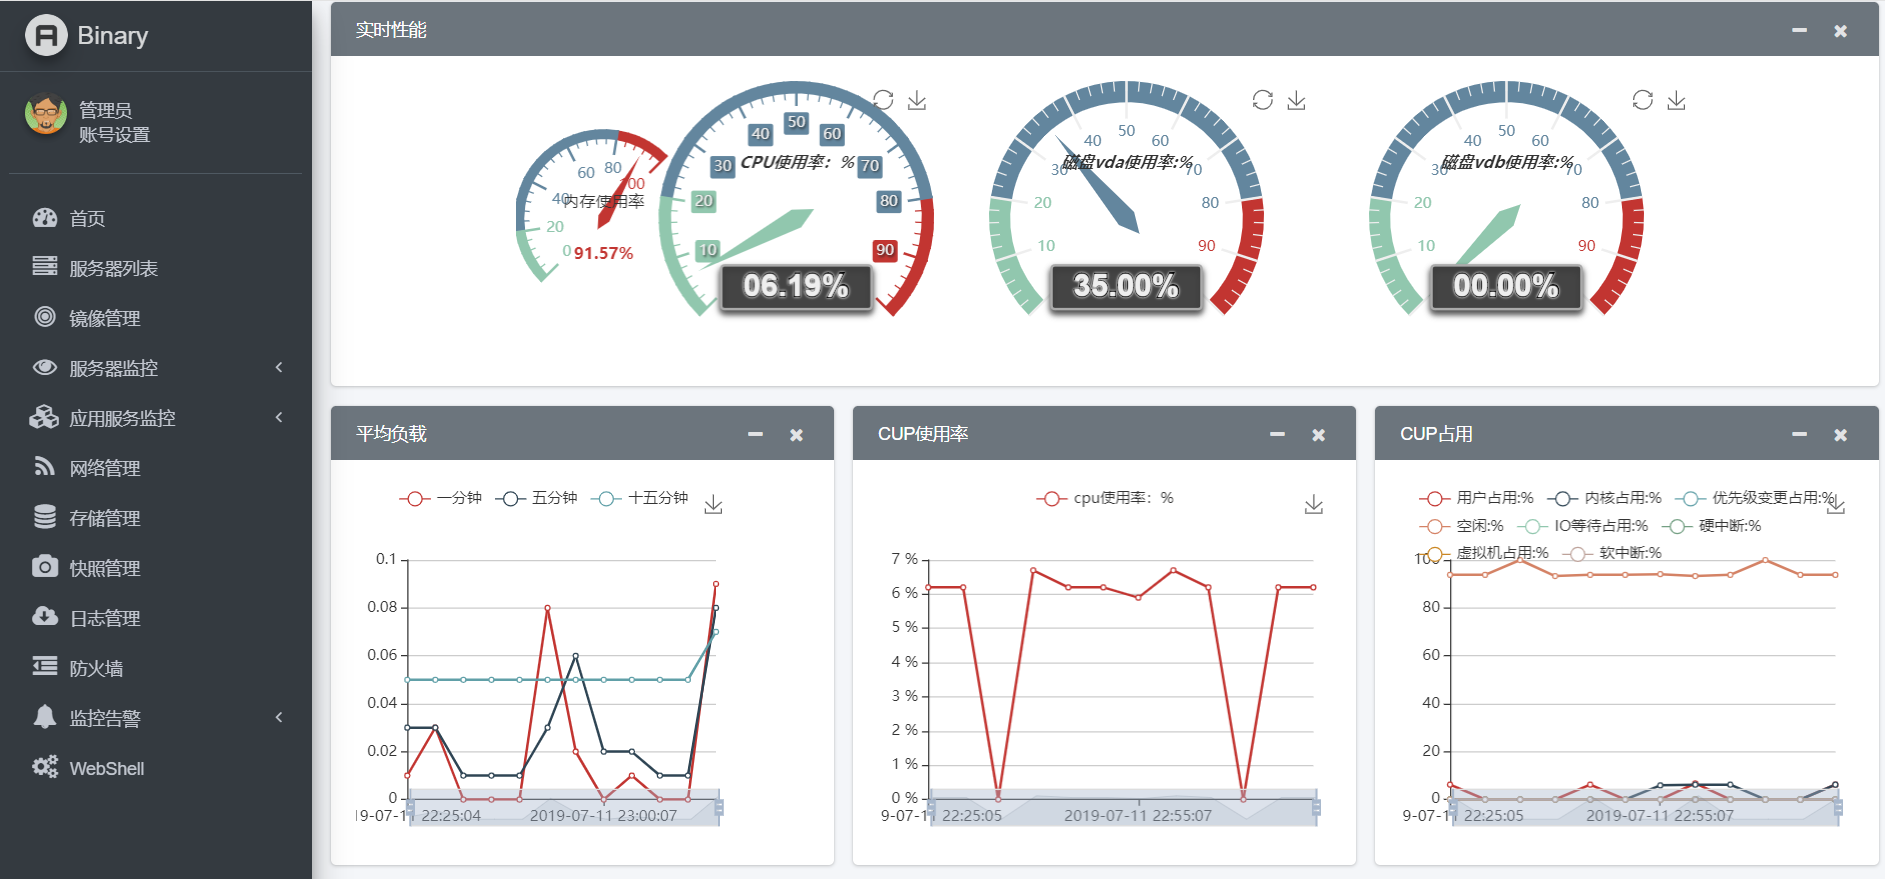 Binary
管理员
账号设置
首页
服务器列表
镜像管理
服务器监控
应用服务监控
网络管理
存储管理
快照管理
日志管理
防火墙
监控告警
WebShell
实时性能
0
20
40
60
80
100
内存使用率
91.57%
10
20
30
40
50
60
70
80
90
CPU使用率：%
06.19%
10
20
30
40
50
60
70
80
90
磁盘vda使用率:%
35.00%
10
20
30
40
50
60
70
80
90
磁盘vdb使用率:%
00.00%
平均负载
一分钟 五分钟 十五分钟
0.1
0.08
0.06
0.04
0.02
0
9-07-11 22:25:04 2019-07-11 23:00:07
CUP使用率
cpu使用率：%
7 %
6 %
5 %
4 %
3 %
2 %
1 %
0 %
9-07-11 22:25:05 2019-07-11 22:55:07
CUP占用
用户占用:% 内核占用:% 优先级变更占用:%
空闲:% IO等待占用:% 硬中断:%
虚拟机占用:% 软中断:%
100
80
60
40
20
0
9-07-11 22:25:05 2019-07-11 22:55:07